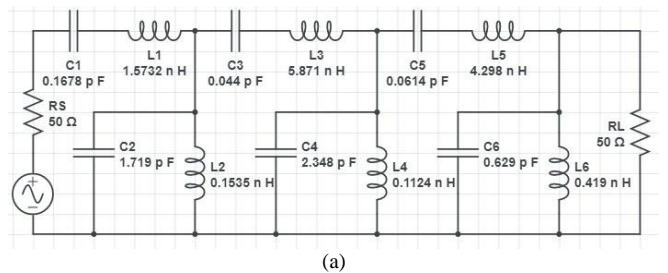 C1
0.1678 p F
L1
1.5732 n H
C3
0.044 p F
L3
5.871 n H
C5
0.0614 p F
L5
4.298 n H
RS
50 Ω
C2
1.719 p F
L2
0.1535 n H
C4
2.348 p F
L4
0.1124 n H
C6
0.629 p F
L6
0.419 n H
RL
50 Ω
(a)